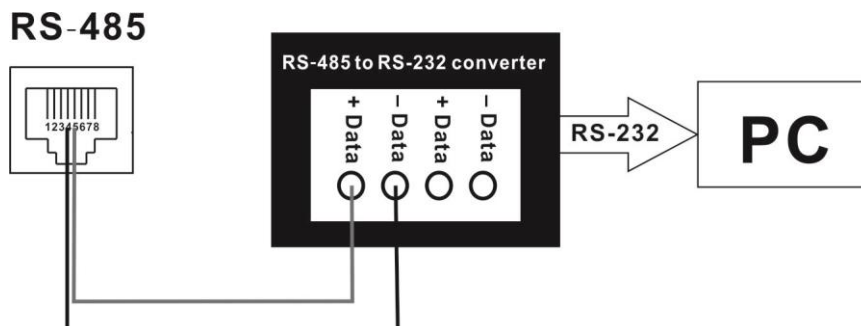 RS-485
12345678
RS-485 to RS-232 converter
+ Data
− Data
+ Data
− Data
RS-232
PC